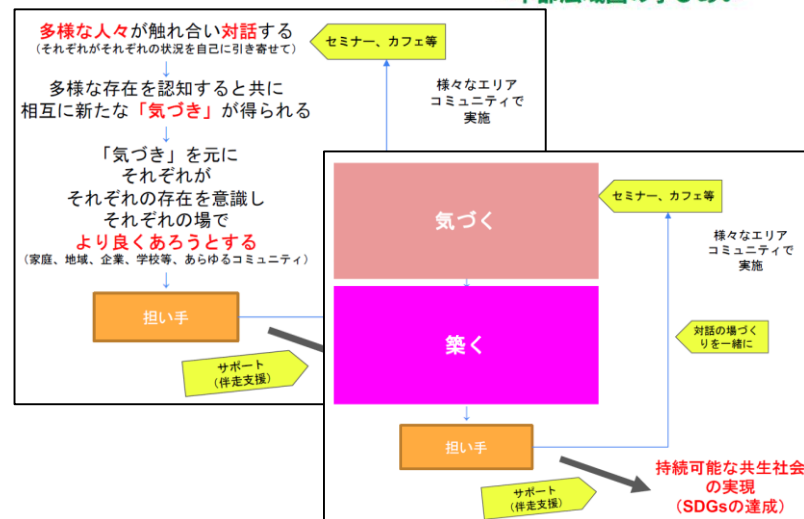 多様な人々が触れ合い対話する
(それぞれがそれぞれの状況を自己に引き寄せて)
セミナー、カフェ等
多様な存在を認知すると共に
相互に新たな「気づき」が得られる
様々なエリア
コミュニティで
実施
「気づき」を元に
それぞれが
それぞれの存在を意識し
それぞれの場で
より良くあろうとする
(家庭、地域、企業、学校等、あらゆるコミュニティ)
担い手
サポート
(伴走支援)
気づく
セミナー、カフェ等
様々なエリア
コミュニティで
実施
築く
対話の場づく
りを一緒に
担い手
サポート
(伴走支援)
持続可能な共生社会
の実現
(SDGsの達成)